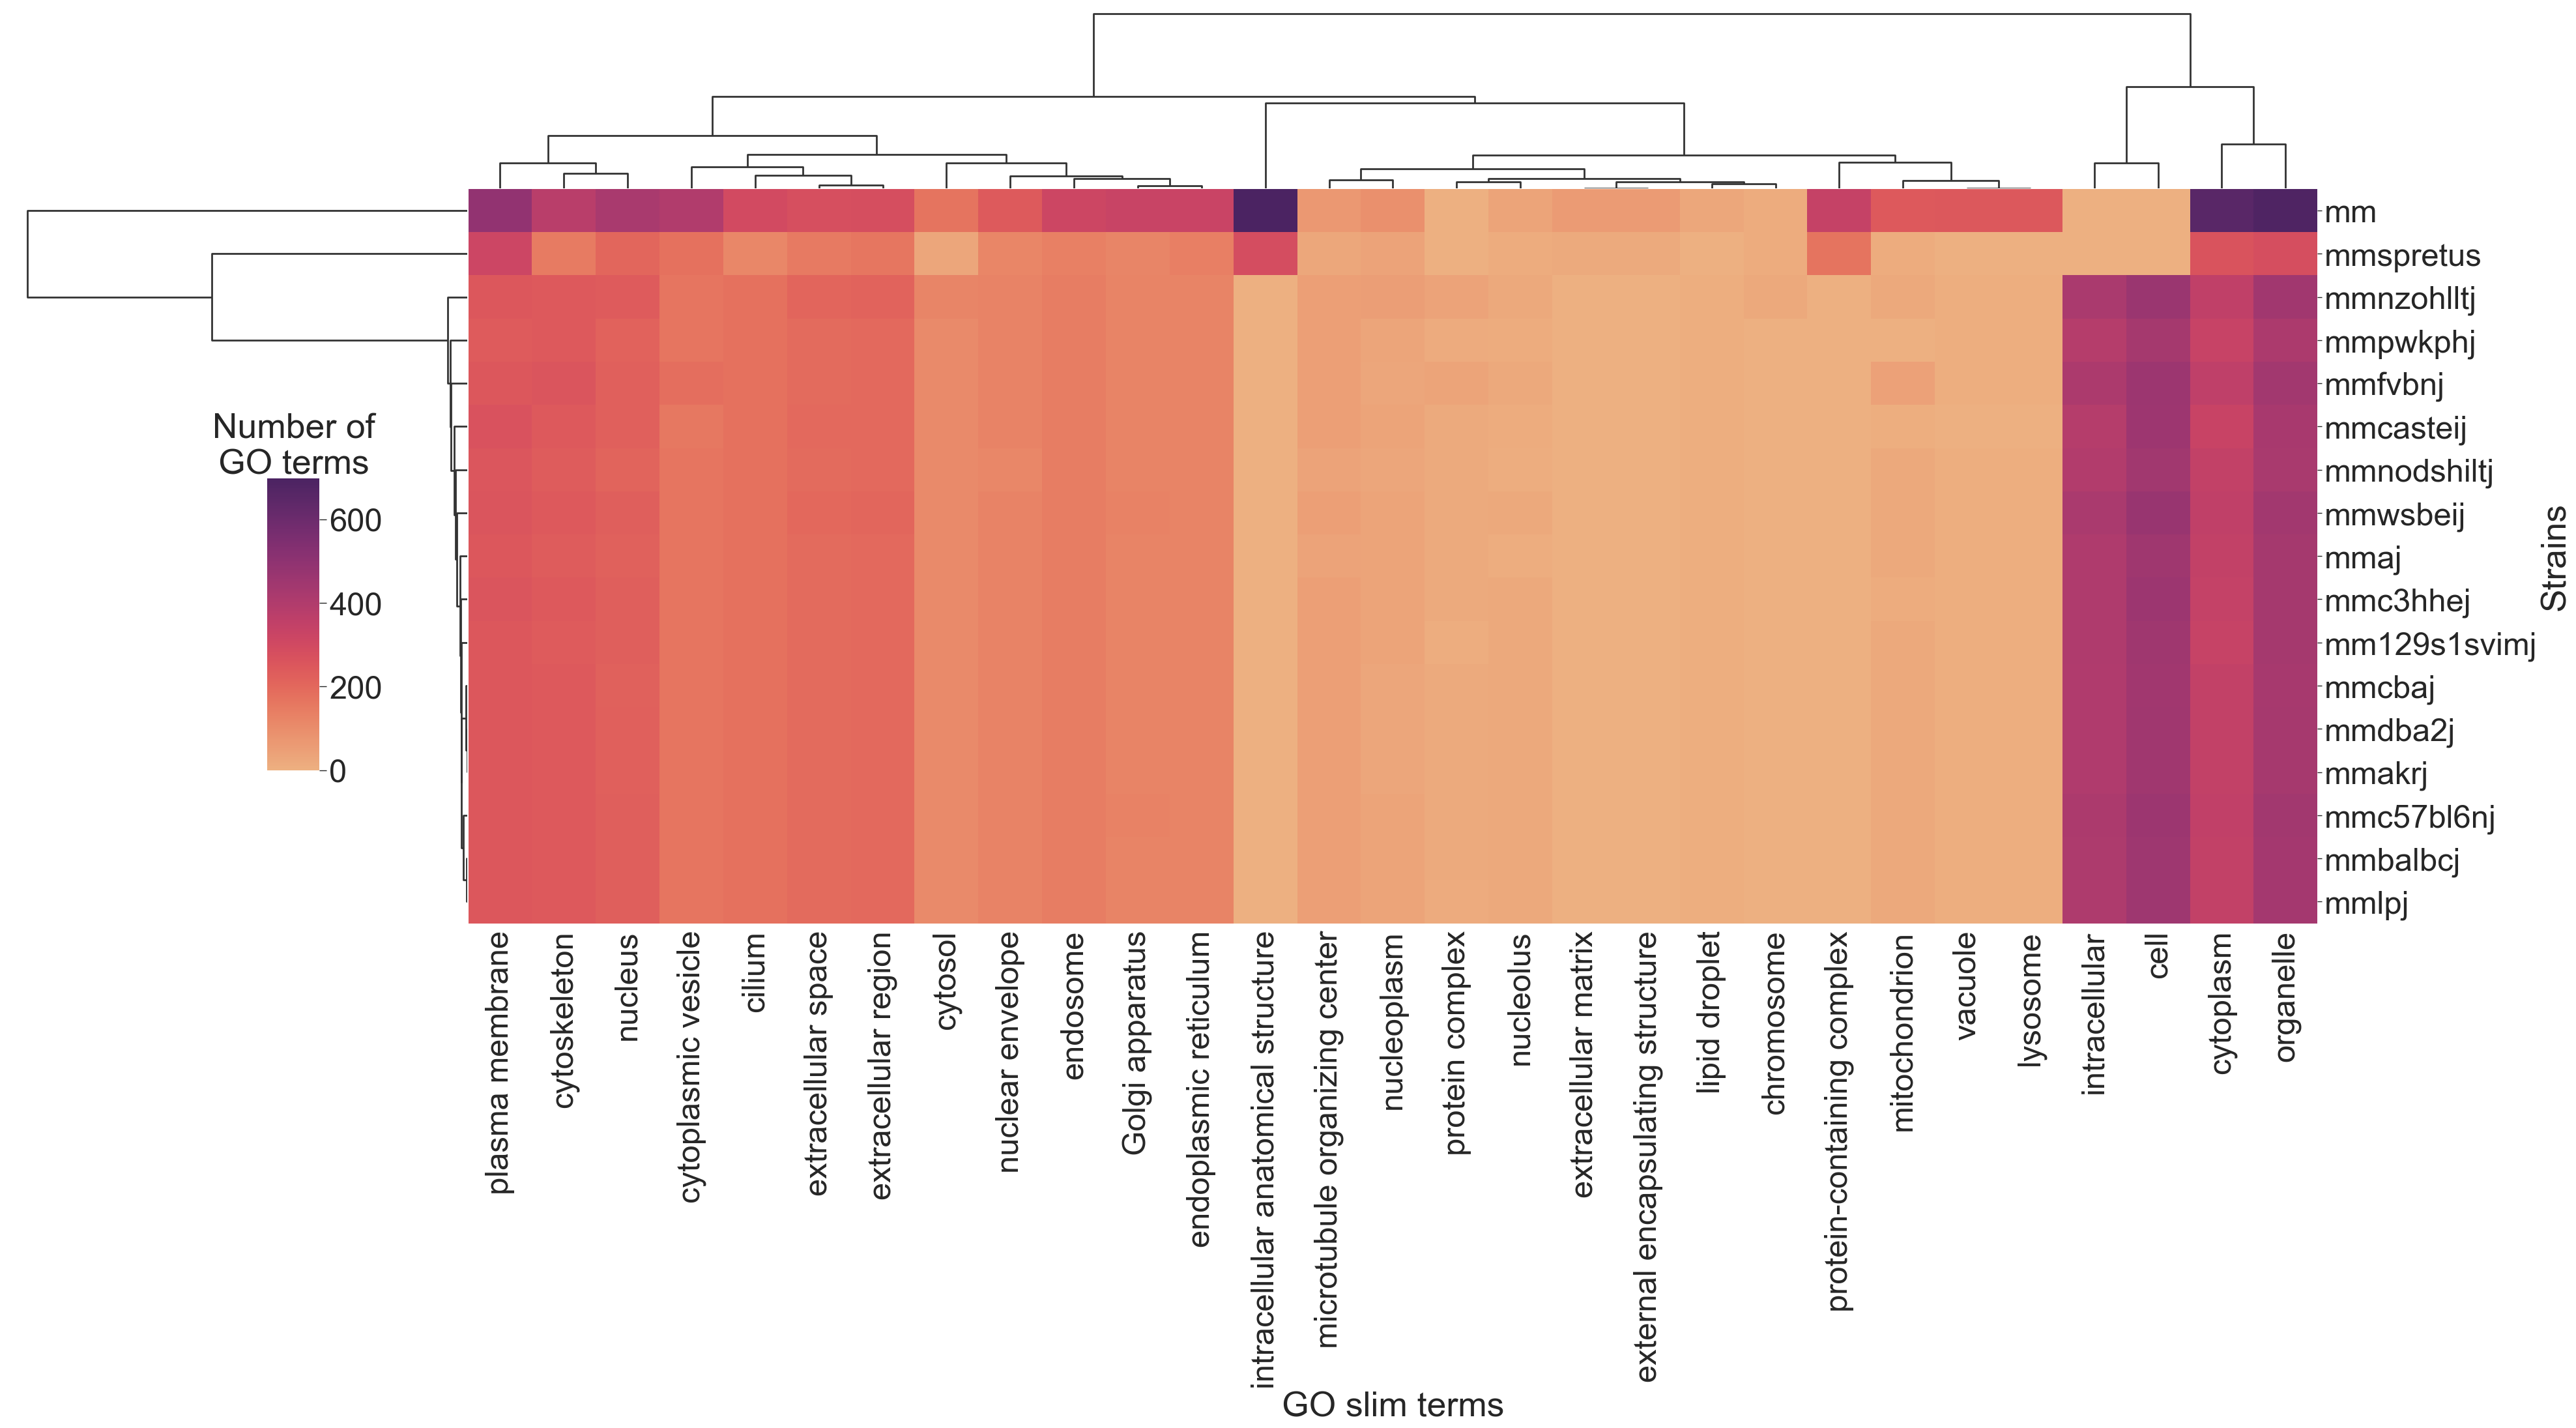 mm
mmspretus
mmnzohlltj
mmpwkphj
mmfvbnj
mmcasteij
mmnodshiltj
mmwsbeij
mmaj
mmc3hhej
mm129s1svimj
mmcbaj
mmdba2j
mmakrj
mmc57bl6nj
mmbalbcj
mmlpj
Strains
Number of
GO terms
600
400
200
0
plasma membrane
cytoskeleton
nucleus
cytoplasmic vesicle
cilium
extracellular space
extracellular region
cytosol
nuclear envelope
endosome
Golgi apparatus
endoplasmic reticulum
intracellular anatomical structure
microtubule organizing center
nucleoplasm
protein complex
nucleolus
extracellular matrix
external encapsulating structure
lipid droplet
chromosome
protein-containing complex
mitochondrion
vacuole
lysosome
intracellular
cell
cytoplasm
organelle
GO slim terms